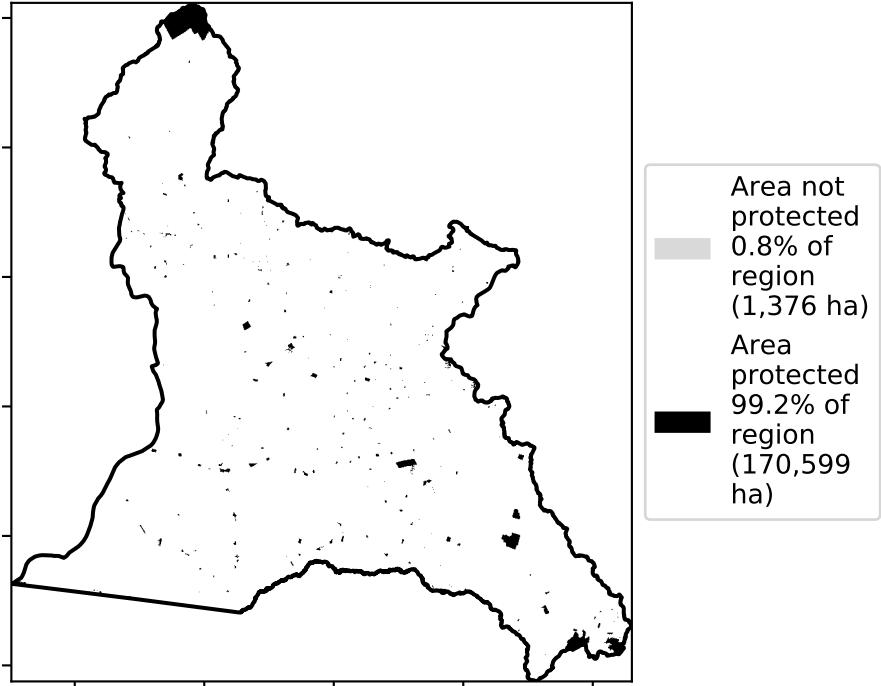 Area not
protected
0.8% of
region
(1,376 ha)
Area
protected
99.2% of
region
(170,599
ha)